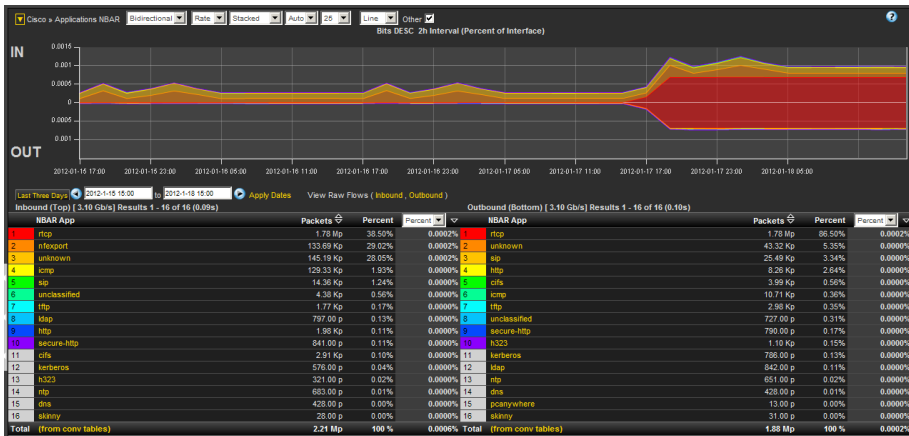 Cisco » Applications NBAR Bidirectional Rate Stacked Auto 25 Line Other
Bits DESC 2h Interval (Percent of Interface)
IN
0.0015
0.001
0.0005
0
0.0005
0.001
OUT
2012-01-15 17:00 2012-01-15 23:00 2012-01-16 05:00 2012-01-16 11:00 2012-01-16 17:00 2012-01-16 23:00 2012-01-17 05:00 2012-01-17 11:00 2012-01-17 17:00 2012-01-17 23:00 2012-01-18 05:00
Last Three Days 2012-1-15 15:00 to 2012-1-18 15:00 Apply Dates View Raw Flows ( Inbound , Outbound )
Inbound (Top) [ 3.10 Gb/s] Results 1 - 16 of 16 (0.09s)
NBAR App Packets Percent Percent
1 rtcp 1.78 Mp 38.50% 0.0002%
2 nfexport 133.69 Kp 29.02% 0.0002%
3 unknown 145.19 Kp 28.05% 0.0002%
4 icmp 129.33 Kp 1.93% 0.0000%
5 sip 14.36 Kp 1.24% 0.0000%
6 unclassified 4.38 Kp 0.56% 0.0000%
7 tftp 1.77 Kp 0.17% 0.0000%
8 ldap 797.00 p 0.13% 0.0000%
9 http 1.98 Kp 0.11% 0.0000%
10 secure-http 841.00 p 0.11% 0.0000%
11 cifs 2.91 Kp 0.10% 0.0000%
12 kerberos 576.00 p 0.04% 0.0000%
13 h323 321.00 p 0.02% 0.0000%
14 ntp 683.00 p 0.01% 0.0000%
15 dns 428.00 p 0.00% 0.0000%
16 skinny 28.00 p 0.00% 0.0000%
Total (from conv tables) 2.21 Mp 100 % 0.0006%
Outbound (Bottom) [ 3.10 Gb/s] Results 1 - 16 of 16 (0.10s)
NBAR App Packets Percent Percent
1 rtcp 1.78 Mp 86.50% 0.0002%
2 unknown 43.32 Kp 5.35% 0.0000%
3 sip 25.49 Kp 3.34% 0.0000%
4 http 8.26 Kp 2.64% 0.0000%
5 cifs 3.99 Kp 0.56% 0.0000%
6 icmp 10.71 Kp 0.36% 0.0000%
7 tftp 2.98 Kp 0.35% 0.0000%
8 unclassified 727.00 p 0.31% 0.0000%
9 secure-http 790.00 p 0.17% 0.0000%
10 h323 1.10 Kp 0.15% 0.0000%
11 kerberos 786.00 p 0.13% 0.0000%
12 ldap 842.00 p 0.11% 0.0000%
13 ntp 651.00 p 0.02% 0.0000%
14 dns 428.00 p 0.01% 0.0000%
15 pcanywhere 13.00 p 0.00% 0.0000%
16 skinny 31.00 p 0.00% 0.0000%
Total (from conv tables) 1.88 Mp 100 % 0.0002%